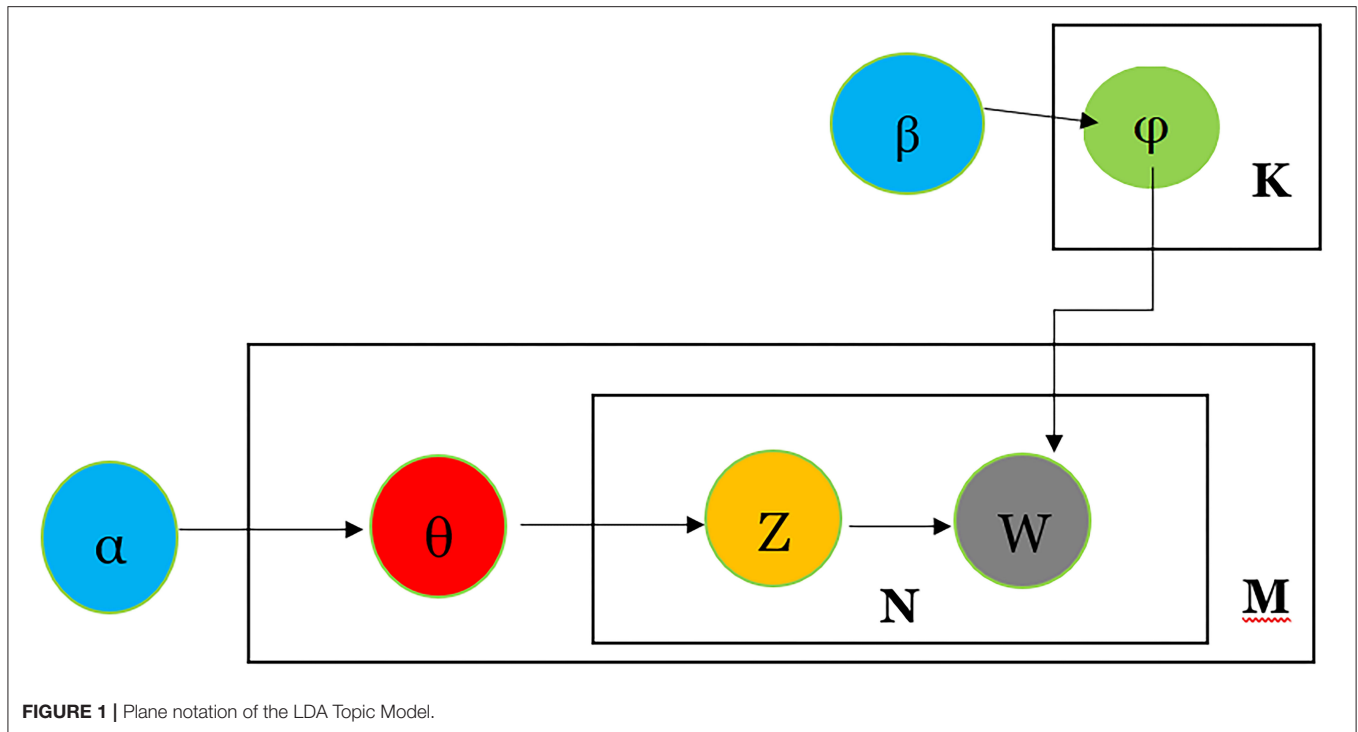 β
φ
K
α
θ
Z
W
N
M
FIGURE 1 | Plane notation of the LDA Topic Model.